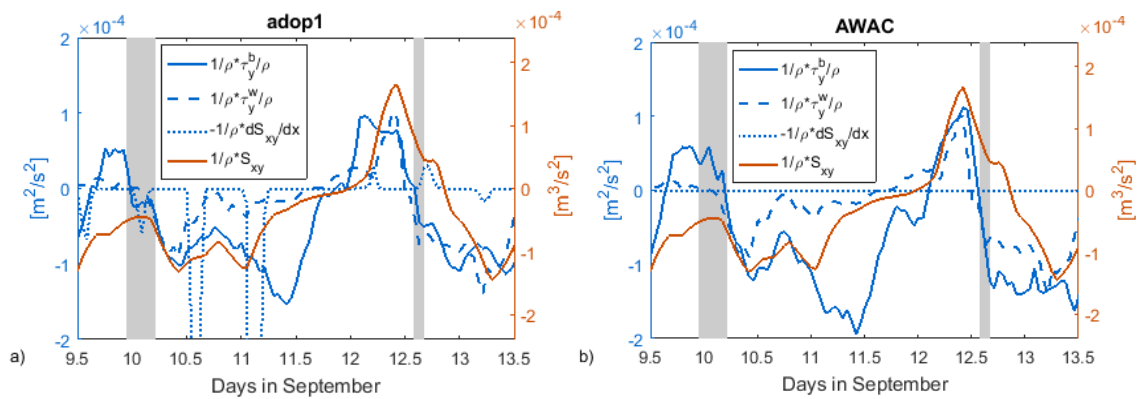 adop1
×10⁻⁴
×10⁻⁴
2
1
0
-1
-2
[m²/s²]
2
1
0
-1
-2
[m³/s²]
1/ρ*τ_y^b/ρ
1/ρ*τ_y^w/ρ
-1/ρ*dS_xy/dx
1/ρ*S_xy
9.5 10 10.5 11 11.5 12 12.5 13 13.5
a)
Days in September
AWAC
×10⁻⁴
×10⁻⁴
2
1
0
-1
-2
[m²/s²]
2
1
0
-1
-2
[m³/s²]
1/ρ*τ_y^b/ρ
1/ρ*τ_y^w/ρ
-1/ρ*dS_xy/dx
1/ρ*S_xy
9.5 10 10.5 11 11.5 12 12.5 13 13.5
b)
Days in September